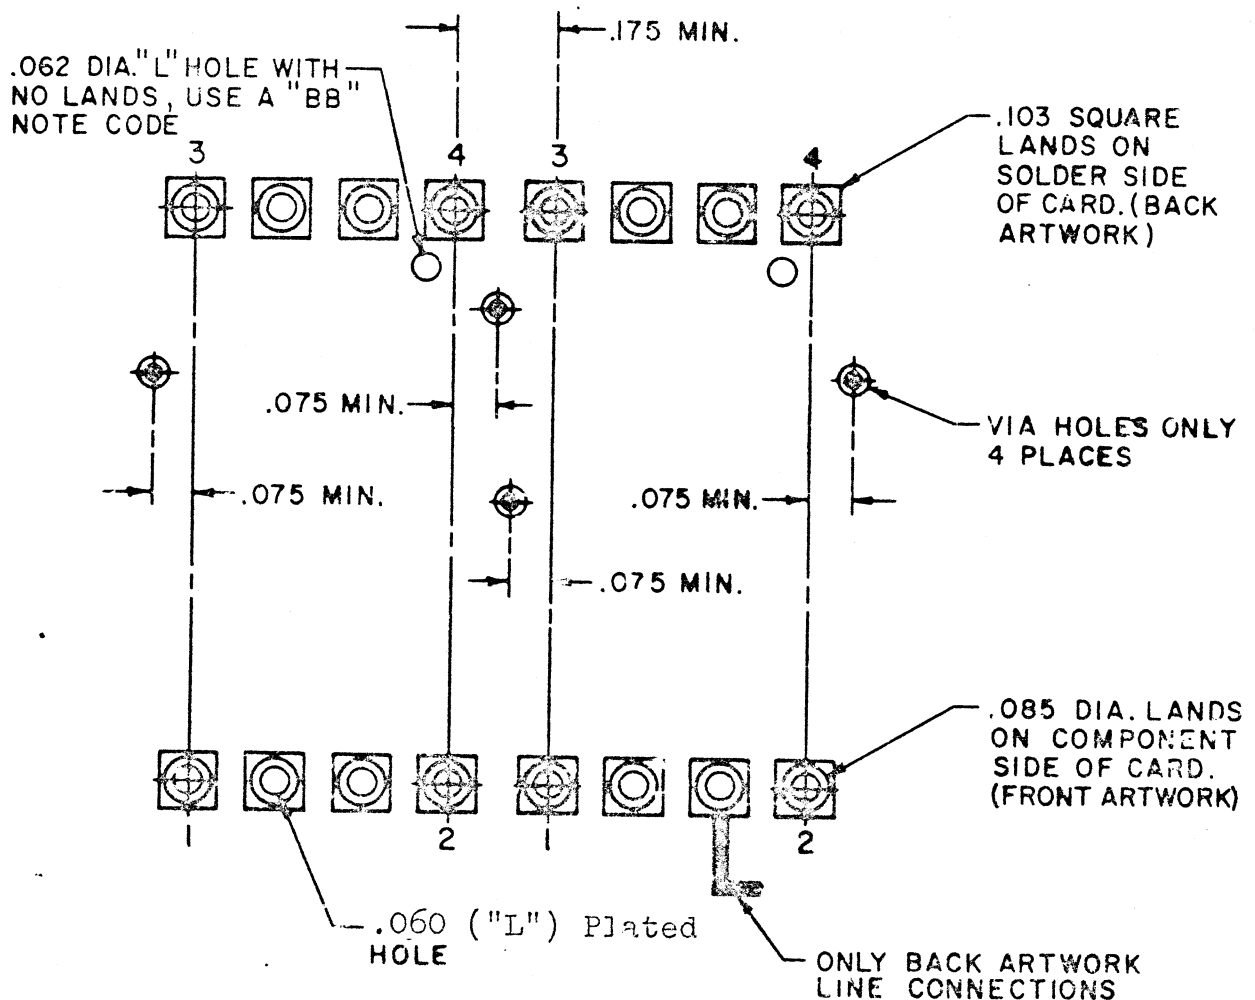 .175 MIN.
.062 DIA."L" HOLE WITH
NO LANDS, USE A "BB"
NOTE CODE
.103 SQUARE
LANDS ON
SOLDER SIDE
OF CARD. (BACK
ARTWORK)
3 4 3 4
.075 MIN.
VIA HOLES ONLY
4 PLACES
.075 MIN.
.075 MIN.
.075 MIN.
.085 DIA. LANDS
ON COMPONENT
SIDE OF CARD.
(FRONT ARTWORK)
1 2 1 2
.060 ("L") Plated
HOLE
ONLY BACK ARTWORK
LINE CONNECTIONS